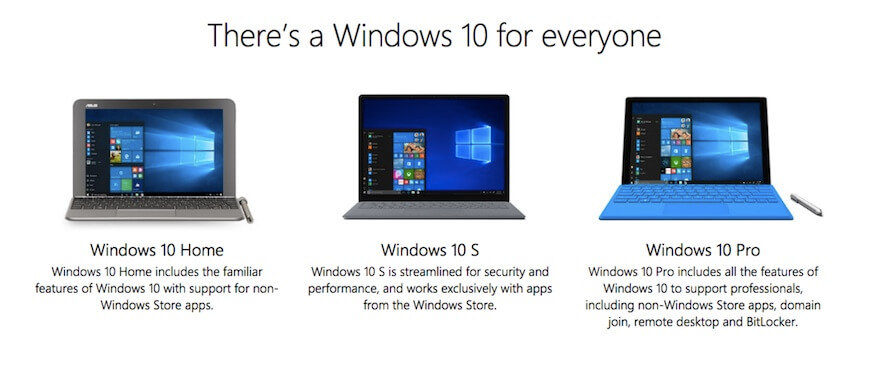 There's a Windows 10 for everyone
ASUS
Windows 10 Home
Windows 10 Home includes the familiar
features of Windows 10 with support for non-
Windows Store apps.
Windows 10 S
Windows 10 S is streamlined for security and
performance, and works exclusively with apps
from the Windows Store.
Windows 10 Pro
Windows 10 Pro includes all the features of
Windows 10 to support professionals,
including non-Windows Store apps, domain
join, remote desktop and BitLocker.